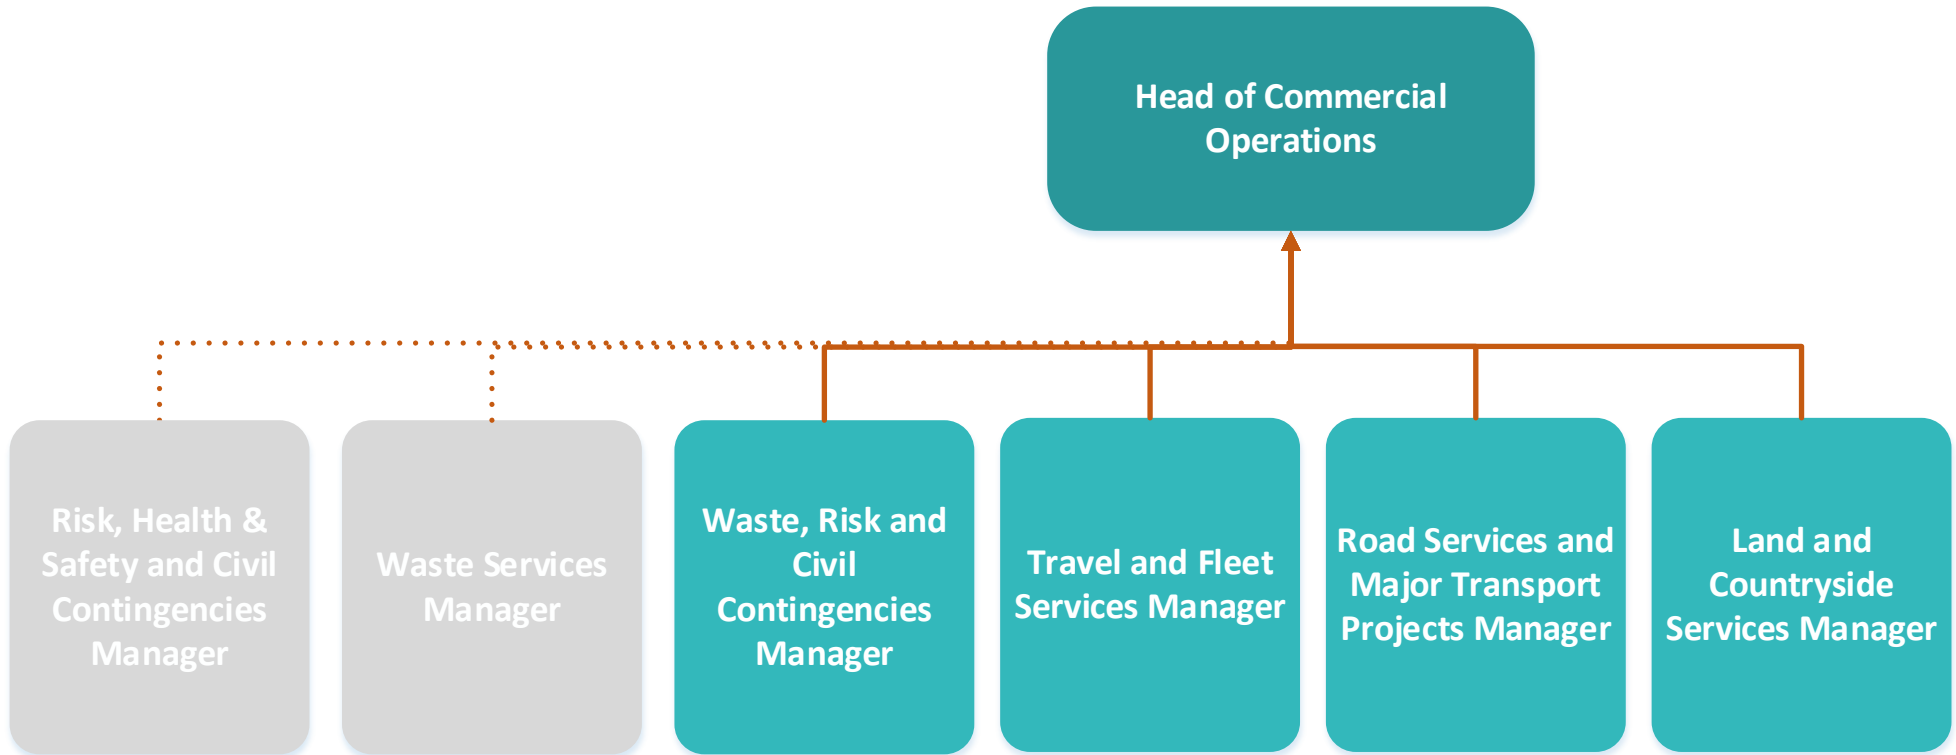 Head of Commercial
Operations
Risk, Health &
Safety and Civil
Contingencies
Manager
Waste Services
Manager
Waste, Risk and
Civil
Contingencies
Manager
Travel and Fleet
Services Manager
Road Services and
Major Transport
Projects Manager
Land and
Countryside
Services Manager